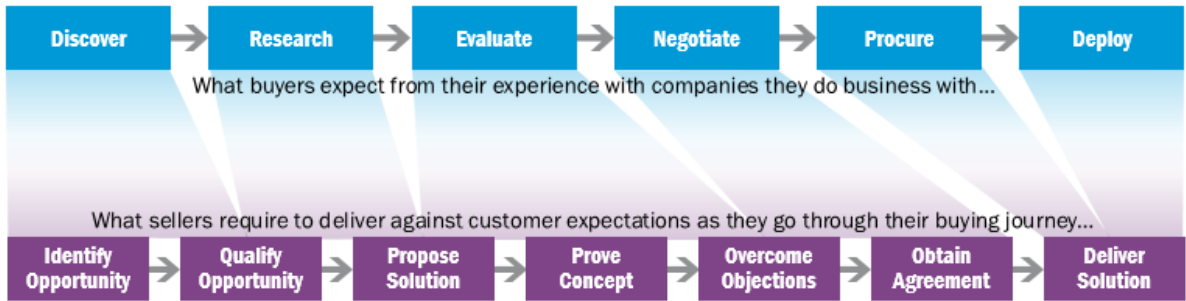 Discover
Research
Evaluate
Negotiate
Procure
Deploy
What buyers expect from their experience with companies they do business with...
What sellers require to deliver against customer expectations as they go through their buying journey...
Identify
Opportunity
Qualify
Opportunity
Propose
Solution
Prove
Concept
Overcome
Objections
Obtain
Agreement
Deliver
Solution